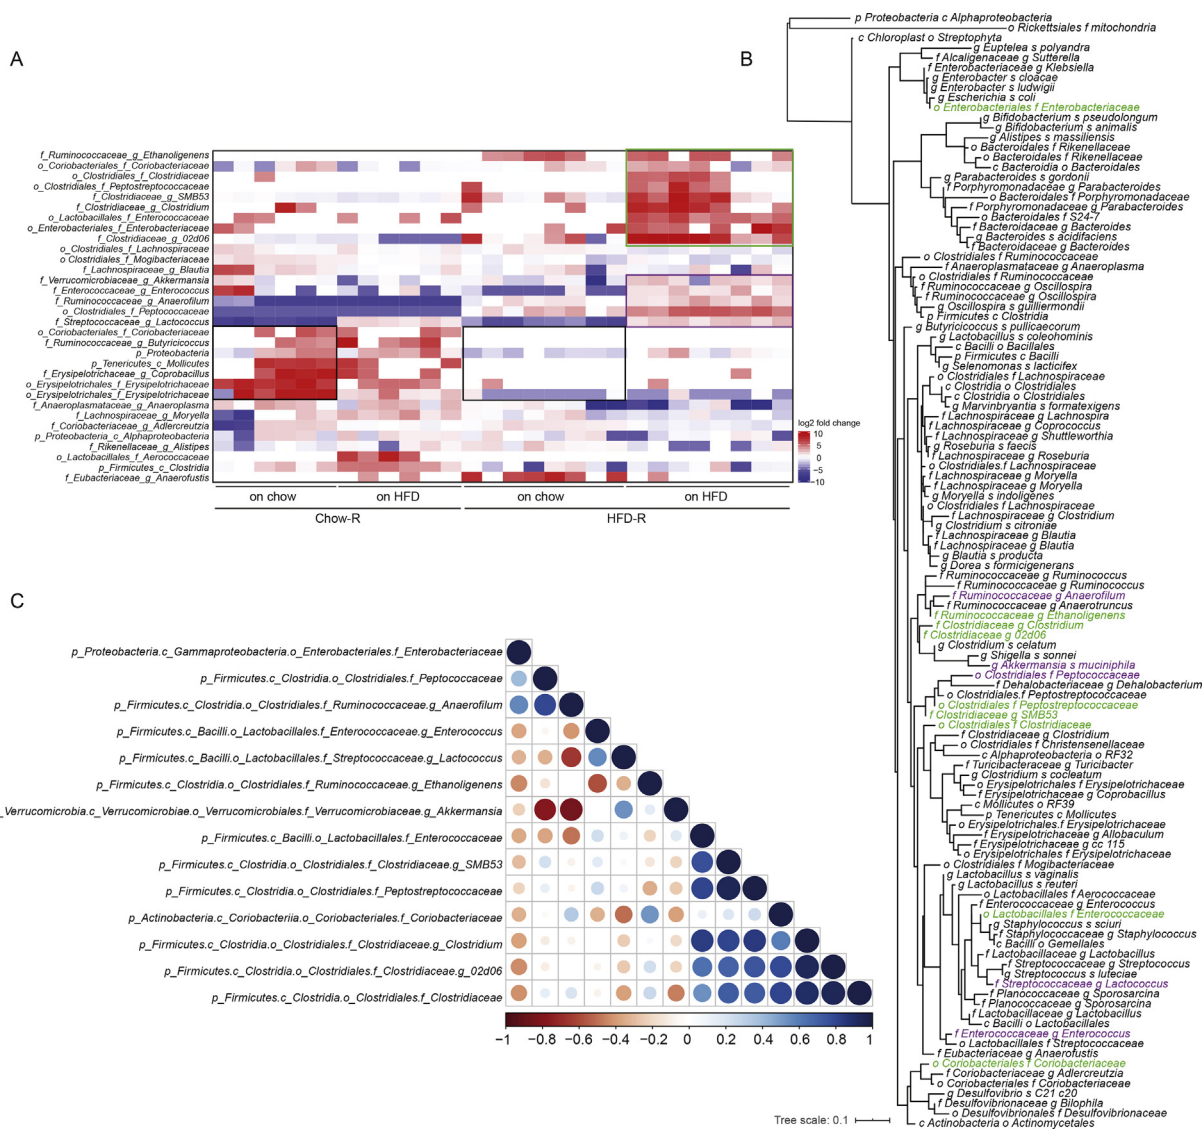 A
f_Ruminococcaceae_g_Ethanoligenens
o_Coriobacteriales_f_Coriobacteriaceae
o_Clostridiales_f_Clostridiaceae
o_Clostridiales_f_Peptostreptococcaceae
f_Clostridiaceae_g_SMB53
f_Clostridiaceae_g_Clostridium
o_Lactobacillales_f_Enterococcaceae
o_Enterobacteriales_f_Enterobacteriaceae
f_Clostridiaceae_g_02d06
o_Clostridiales_f_Lachnospiraceae
o_Clostridiales_f_Mogibacteriaceae
f_Lachnospiraceae_g_Blautia
f_Verrucomicrobiaceae_g_Akkermansia
f_Enterococcaceae_g_Enterococcus
f_Ruminococcaceae_g_Anaerofilum
o_Clostridiales_f_Peptococcaceae
f_Streptococcaceae_g_Lactococcus
o_Coriobacteriales_f_Coriobacteriaceae
f_Ruminococcaceae_g_Butyricicoccus
p_Proteobacteria
p_Tenericutes_c_Mollicutes
f_Erysipelotrichaceae_g_Coprobacillus
o_Erysipelotrichales_f_Erysipelotrichaceae
o_Erysipelotrichales_f_Erysipelotrichaceae
f_Anaeroplasmataceae_g_Anaeroplasma
f_Lachnospiraceae_g_Moryella
f_Coriobacteriaceae_g_Adlercreutzia
p_Proteobacteria_c_Alphaproteobacteria
f_Rikenellaceae_g_Alistipes
o_Lactobacillales_f_Aerococcaceae
p_Firmicutes_c_Clostridia
f_Eubacteriaceae_g_Anaerofustis
log2 fold change
10
5
0
−5
−10
on chow
on HFD
on chow
on HFD
Chow-R
HFD-R
B
p Proteobacteria c Alphaproteobacteria
o Rickettsiales f mitochondria
c Chloroplast o Streptophyta
g Euptelea s polyandra
f Alcaligenaceae g Sutterella
f Enterobacteriaceae g Klebsiella
g Enterobacter s cloacae
g Enterobacter s ludwigii
g Escherichia s coli
o Enterobacteriales f Enterobacteriaceae
g Bifidobacterium s pseudolongum
g Bifidobacterium s animalis
g Alistipes s massiliensis
o Bacteroidales f Rikenellaceae
o Bacteroidales f Rikenellaceae
c Bacteroidia o Bacteroidales
g Parabacteroides s gordonii
f Porphyromonadaceae g Parabacteroides
o Bacteroidales f Porphyromonadaceae
f Porphyromonadaceae g Parabacteroides
o Bacteroidales f S24-7
f Bacteroidaceae g Bacteroides
g Bacteroides s acidifaciens
f Bacteroidaceae g Bacteroides
o Clostridiales f Ruminococcaceae
f Anaeroplasmataceae g Anaeroplasma
o Clostridiales f Ruminococcaceae
f Ruminococcaceae g Oscillospira
f Ruminococcaceae g Oscillospira
g Oscillospira s guilliermondii
p Firmicutes c Clostridia
g Butyricicoccus s pullicaecorum
g Lactobacillus s coleohominis
c Bacilli o Bacillales
p Firmicutes c Bacilli
g Selenomonas s lacticifex
o Clostridiales f Lachnospiraceae
c Clostridia o Clostridiales
g Marvinbryantia s formatexigens
f Lachnospiraceae g Lachnospira
f Lachnospiraceae g Coprococcus
f Lachnospiraceae g Shuttleworthia
g Roseburia s faecis
f Lachnospiraceae g Roseburia
o Clostridiales.f Lachnospiraceae
f Lachnospiraceae g Moryella
f Lachnospiraceae g Moryella
g Moryella s indoligenes
o Clostridiales f Lachnospiraceae
f Lachnospiraceae g Clostridium
g Clostridium s citroniae
f Lachnospiraceae g Blautia
f Lachnospiraceae g Blautia
g Blautia s producta
g Dorea s formicigenerans
f Ruminococcaceae g Ruminococcus
f Ruminococcaceae g Ruminococcus
f Ruminococcaceae g Anaerofilum
f Ruminococcaceae g Anaerotruncus
f Ruminococcaceae g Ethanoligenens
f Clostridiaceae g Clostridium
f Clostridiaceae g 02d06
g Clostridium s celatum
g Shigella s sonnei
g Akkermansia s muciniphila
o Clostridiales f Peptococcaceae
f Dehalobacteriaceae g Dehalobacterium
o Clostridiales.f Peptostreptococcaceae
o Clostridiales f Peptostreptococcaceae
f Clostridiaceae g SMB53
o Clostridiales f Clostridiaceae
f Clostridiaceae g Clostridium
o Clostridiales f Christensenellaceae
c Alphaproteobacteria o RF32
f Turicibacteraceae g Turicibacter
g Clostridium s cocleatum
o Erysipelotrichales f Erysipelotrichaceae
f Erysipelotrichaceae g Coprobacillus
c Mollicutes o RF39
p Tenericutes c Mollicutes
o Erysipelotrichales.f Erysipelotrichaceae
f Erysipelotrichaceae g Allobaculum
f Erysipelotrichaceae g cc 115
o Erysipelotrichales f Erysipelotrichaceae
o Clostridiales f Mogibacteriaceae
g Lactobacillus s vaginalis
g Lactobacillus s reuteri
o Lactobacillales f Aerococcaceae
f Enterococcaceae g Enterococcus
o Lactobacillales f Enterococcaceae
g Staphylococcus s sciuri
f Staphylococcaceae g Staphylococcus
c Bacilli o Gemellales
f Lactobacillaceae g Lactobacillus
f Streptococcaceae g Streptococcus
g Streptococcus s luteciae
f Streptococcaceae g Lactococcus
f Planococcaceae g Sporosarcina
f Planococcaceae g Sporosarcina
f Lactobacillaceae g Lactobacillus
c Bacilli o Lactobacillales
f Enterococcaceae g Enterococcus
o Lactobacillales f Streptococcaceae
f Eubacteriaceae g Anaerofustis
o Coriobacteriales f Coriobacteriaceae
f Coriobacteriaceae g Adlercreutzia
o Coriobacteriales f Coriobacteriaceae
g Desulfovibrio s C21 c20
f Desulfovibrionaceae g Bilophila
o Desulfovibrionales f Desulfovibrionaceae
c Actinobacteria o Actinomycetales
Tree scale: 0.1
C
p_Proteobacteria.c_Gammaproteobacteria.o_Enterobacteriales.f_Enterobacteriaceae
p_Firmicutes.c_Clostridia.o_Clostridiales.f_Peptococcaceae
p_Firmicutes.c_Clostridia.o_Clostridiales.f_Ruminococcaceae.g_Anaerofilum
p_Firmicutes.c_Bacilli.o_Lactobacillales.f_Enterococcaceae.g_Enterococcus
p_Firmicutes.c_Bacilli.o_Lactobacillales.f_Streptococcaceae.g_Lactococcus
p_Firmicutes.c_Clostridia.o_Clostridiales.f_Ruminococcaceae.g_Ethanoligenens
_Verrucomicrobia.c_Verrucomicrobiae.o_Verrucomicrobiales.f_Verrucomicrobiaceae.g_Akkermansia
p_Firmicutes.c_Bacilli.o_Lactobacillales.f_Enterococcaceae
p_Firmicutes.c_Clostridia.o_Clostridiales.f_Clostridiaceae.g_SMB53
p_Firmicutes.c_Clostridia.o_Clostridiales.f_Peptostreptococcaceae
p_Actinobacteria.c_Coriobacteriia.o_Coriobacteriales.f_Coriobacteriaceae
p_Firmicutes.c_Clostridia.o_Clostridiales.f_Clostridiaceae.g_Clostridium
p_Firmicutes.c_Clostridia.o_Clostridiales.f_Clostridiaceae.g_02d06
p_Firmicutes.c_Clostridia.o_Clostridiales.f_Clostridiaceae
−1 −0.8 −0.6 −0.4 −0.2 0 0.2 0.4 0.6 0.8 1